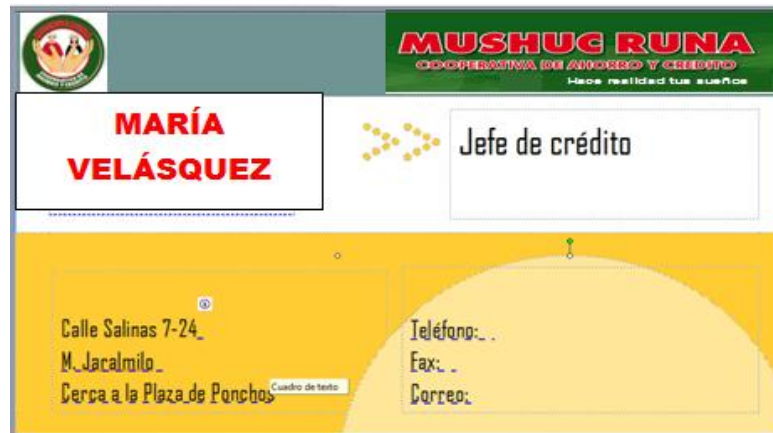 MUSHUC RUNA
COOPERATIVA DE AHORRO Y CREDITO
Hace realidad tus sueños
MARÍA
VELÁSQUEZ
Jefe de crédito
Calle Salinas 7-24
M. Jaralmilo
Cerca a la Plaza de Ponchos
Cuadro de texto
Teléfono:
Fax:
Correo: